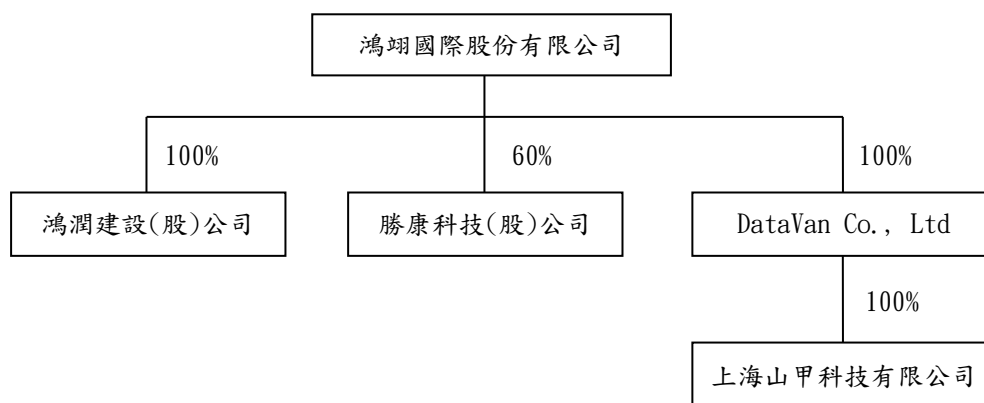 鴻翊國際股份有限公司
100%
60%
100%
鴻潤建設(股)公司
勝康科技(股)公司
DataVan Co., Ltd
100%
上海山甲科技有限公司